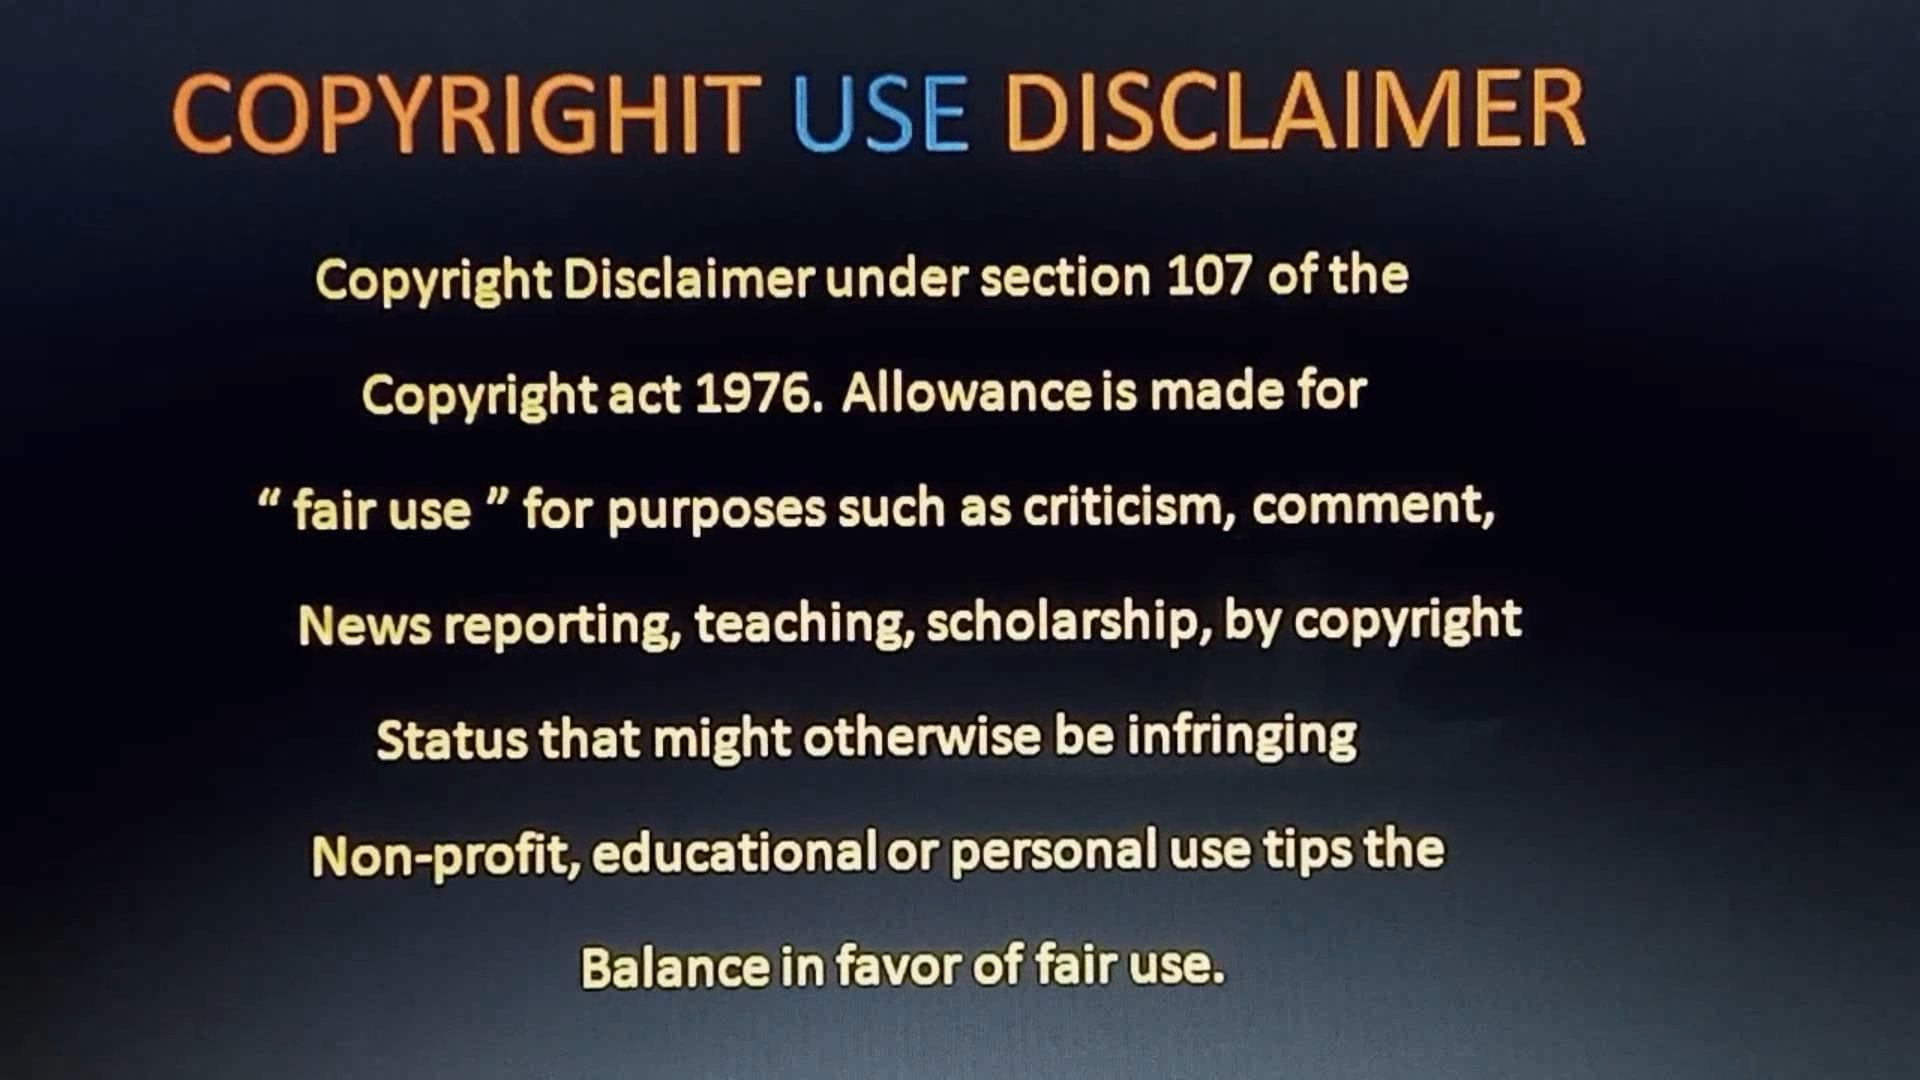 COPYRIGHIT USE DISCLAIMER
Copyright Disclaimer under section 107 of the
Copyright act 1976. Allowance is made for
“ fair use ” for purposes such as criticism, comment,
News reporting, teaching, scholarship, by copyright
Status that might otherwise be infringing
Non-profit, educational or personal use tips the
Balance in favor of fair use.